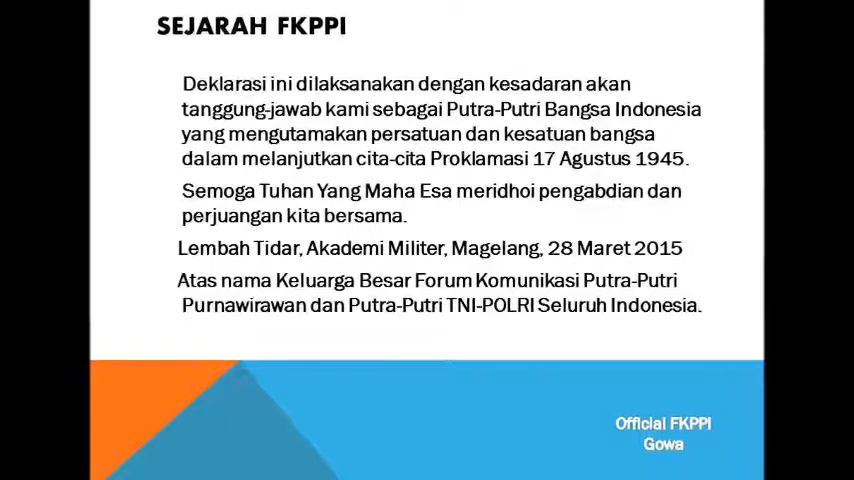 SEJARAH FKPPI
Deklarasi ini dilaksanakan dengan kesadaran akan
tanggung-jawab kami sebagai Putra-Putri Bangsa Indonesia
yang mengutamakan persatuan dan kesatuan bangsa
dalam melanjutkan cita-cita Proklamasi 17 Agustus 1945.
Semoga Tuhan Yang Maha Esa meridhoi pengabdian dan
perjuangan kita bersama.
Lembah Tidar, Akademi Militer, Magelang, 28 Maret 2015
Atas nama Keluarga Besar Forum Komunikasi Putra-Putri
Purnawirawan dan Putra-Putri TNI-POLRI Seluruh Indonesia.
Official FKPPI
Gowa